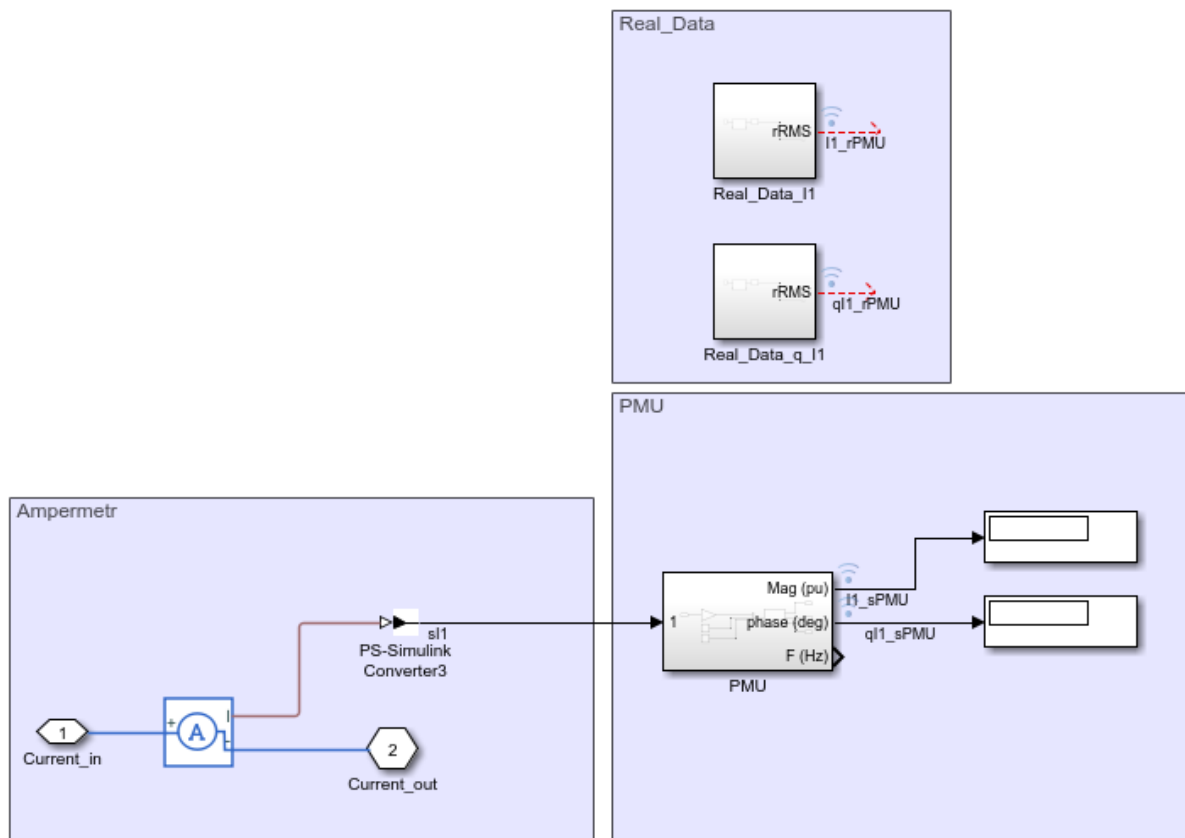 Real_Data
rRMS
I1_rPMU
Real_Data_I1
rRMS
qI1_rPMU
Real_Data_q_I1
PMU
Mag (pu)
I1_sPMU
1
phase (deg)
qI1_sPMU
F (Hz)
PMU
Ampermetr
sI1
PS-Simulink
Converter3
I
+
A
-
1
Current_in
2
Current_out